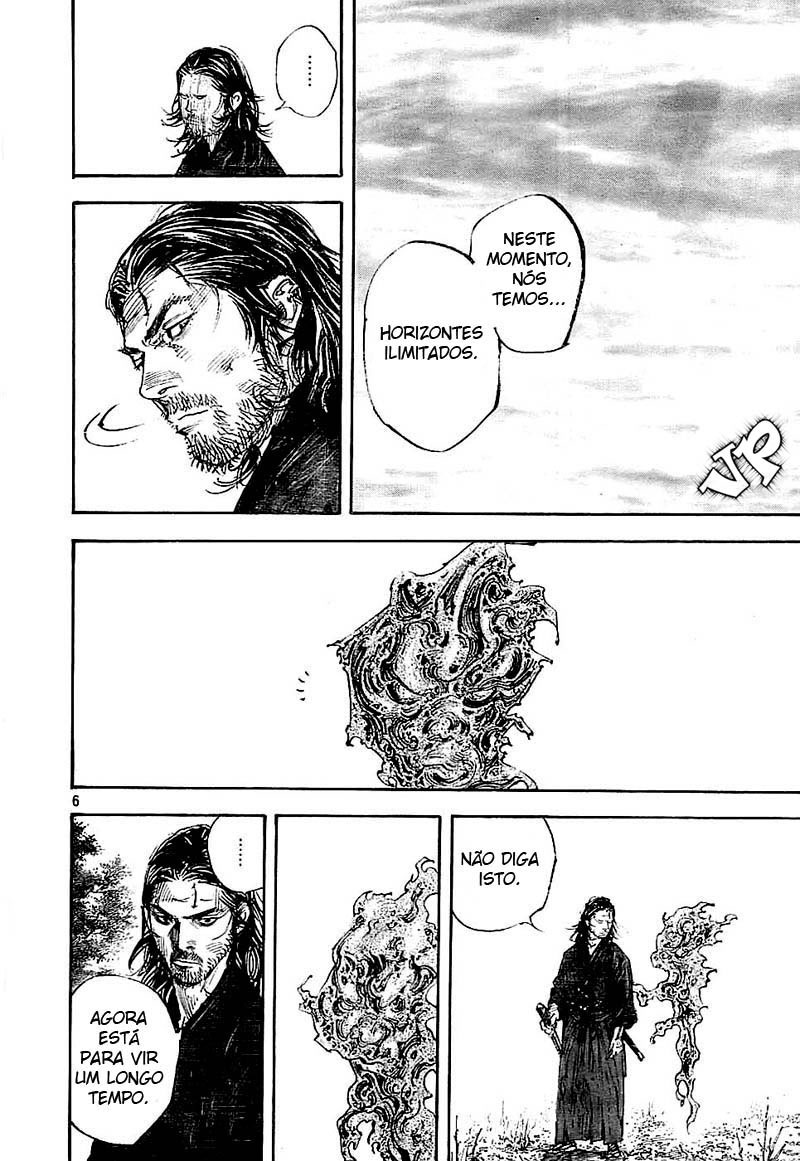 NESTE
MOMENTO,
NÓS
TEMOS...
HORIZONTES
ILIMITADOS.
VP
.......
NÃO DIGA
ISTO.
......
AGORA
ESTÁ
PARA VIR
UM LONGO
TEMPO.
6